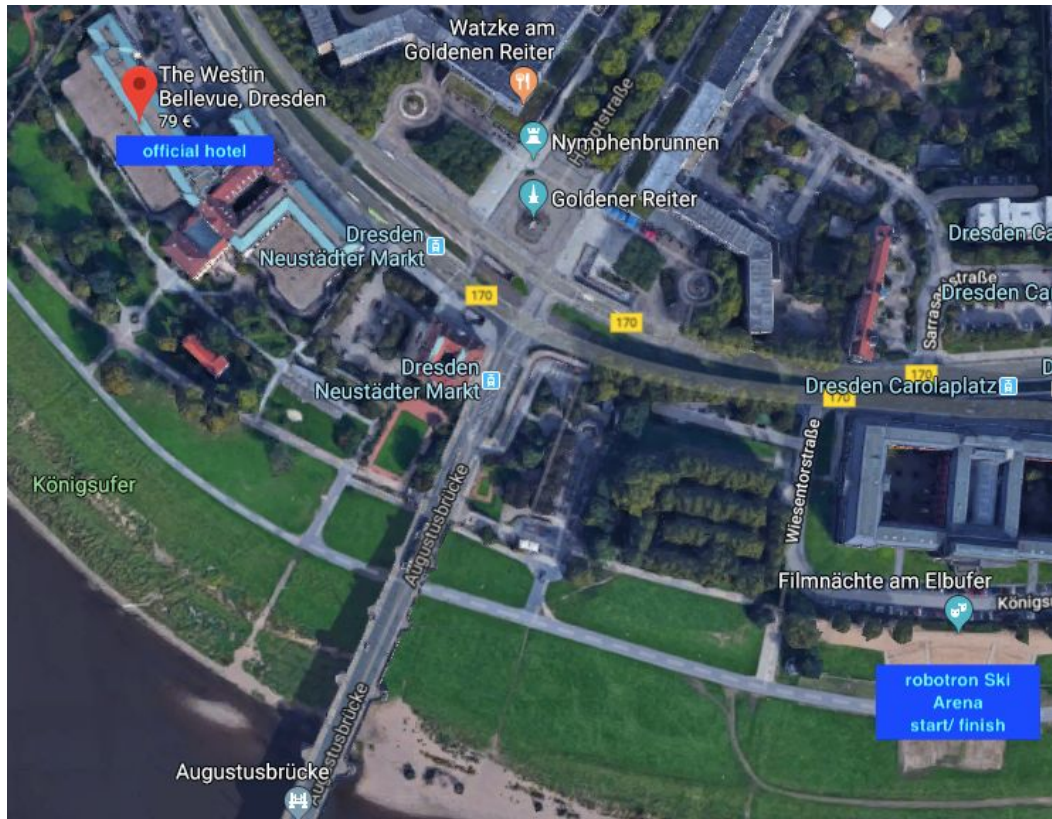 Watzke am
Goldenen Reiter
The Westin
Bellevue, Dresden
79 €
official hotel
Nymphenbrunnen
Hauptstraße
Goldener Reiter
Dresden
Neustädter Markt
Dresden Ca
Sarrasanistraße
Dresden Ca
170
170
Dresden
Neustädter Markt
170
D
Dresden Carolaplatz
170
Wiesentorstraße
Königsufer
Augustusbrücke
Filmnächte am Elbufer
Königsu
robotron Ski
Arena
start/ finish
Augustusbrücke
Augustusbrücke